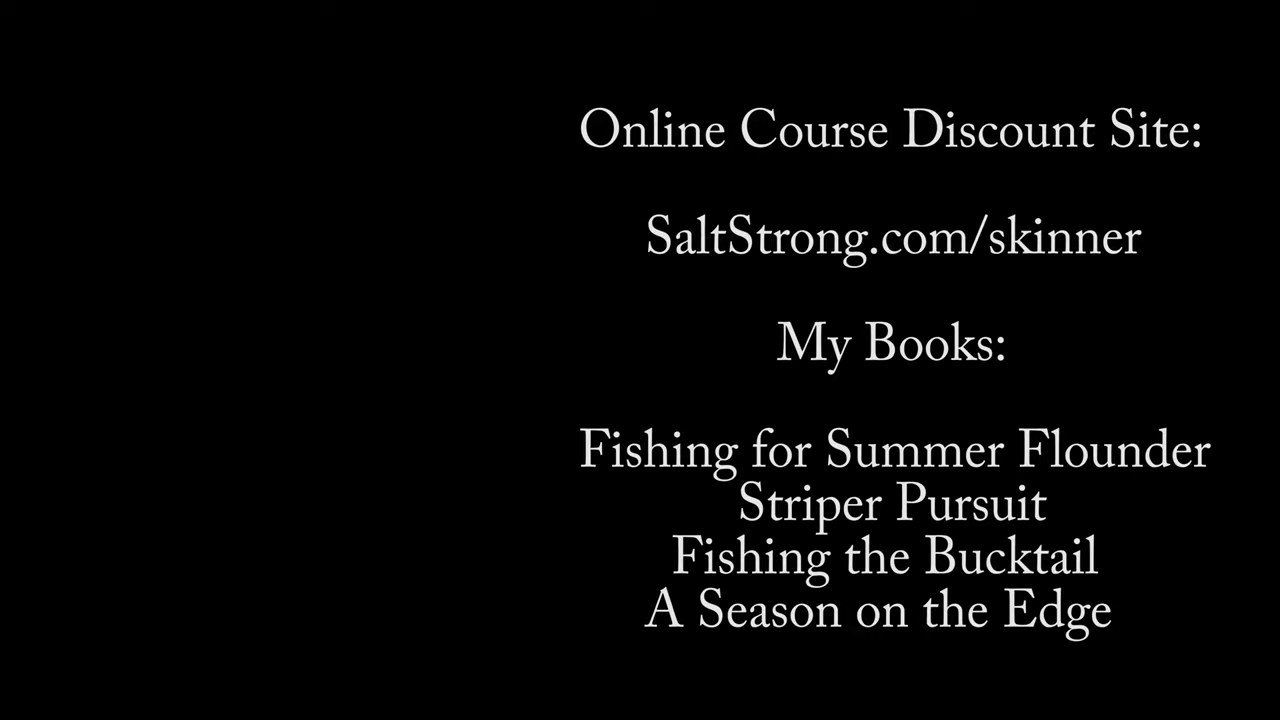 Online Course Discount Site:
SaltStrong.com/skinner
My Books:
Fishing for Summer Flounder
Striper Pursuit
Fishing the Bucktail
A Season on the Edge